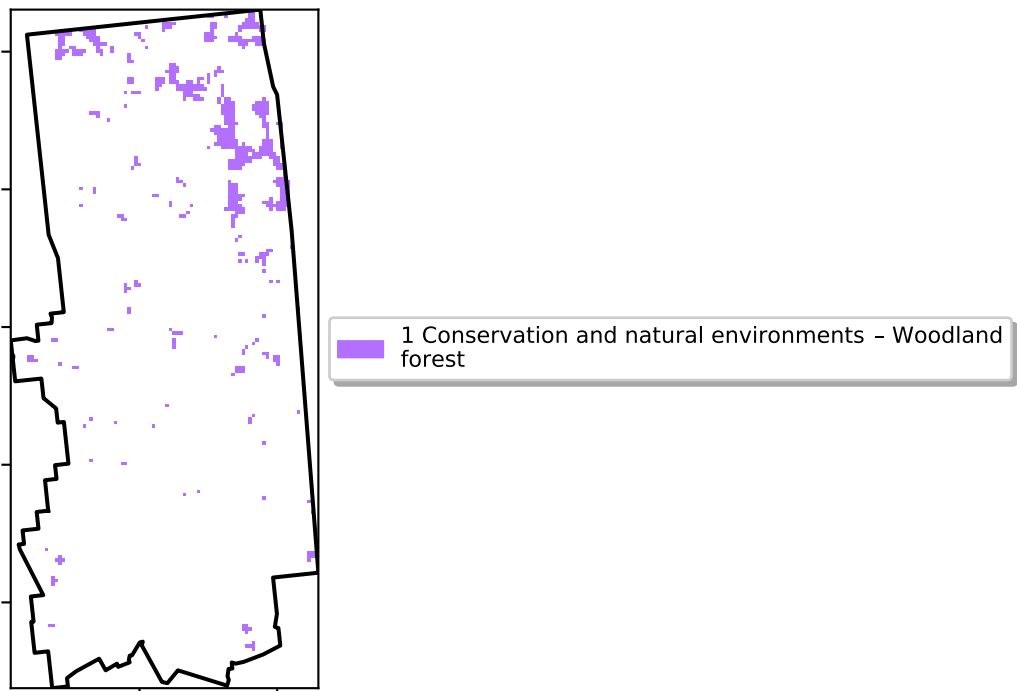 1 Conservation and natural environments – Woodland
forest